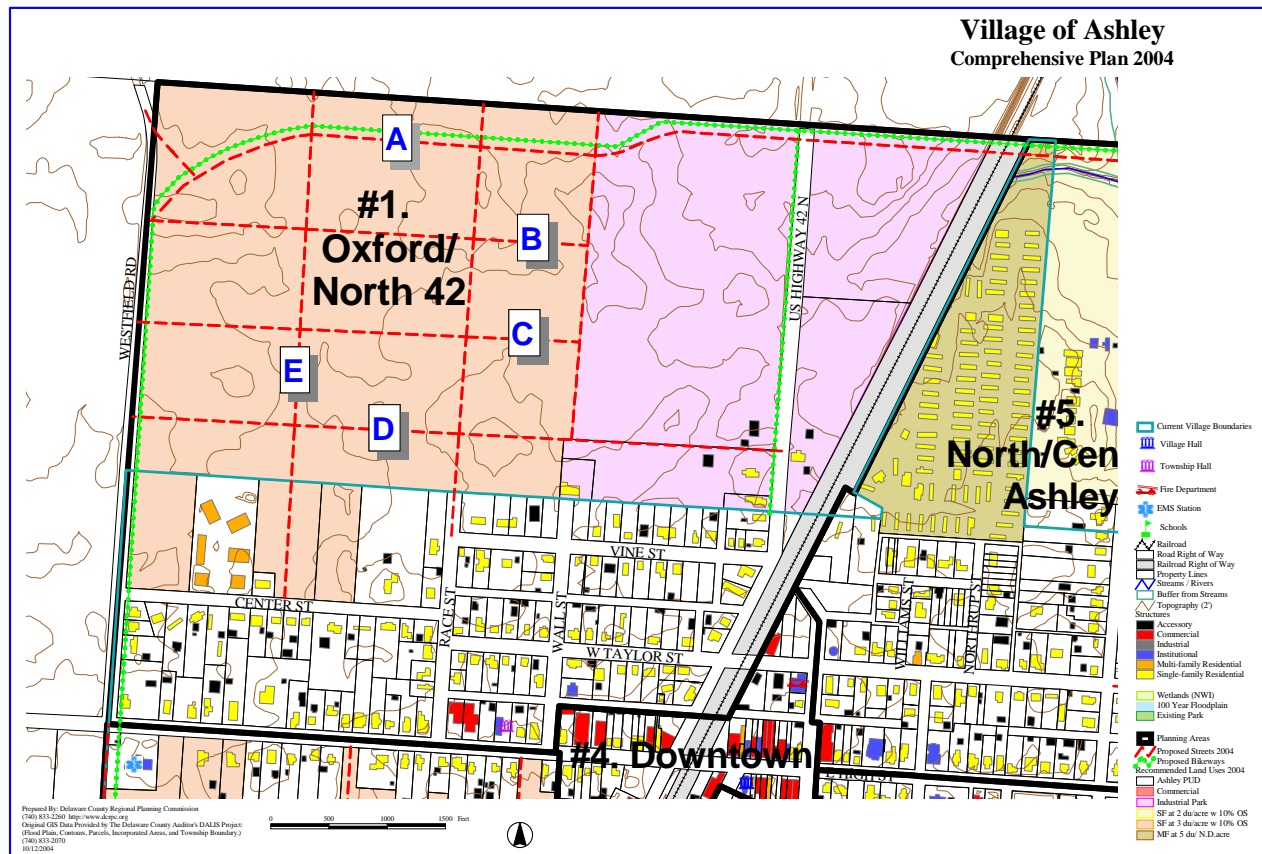 Village of Ashley
Comprehensive Plan 2004
A
#1.
Oxford/
North 42
B
C
E
D
WESTFIELD RD
US HIGHWAY 42 N
#5.
North/Cen
Ashley
VINE ST
CENTER ST
RACE ST
WALL ST
W TAYLOR ST
WILLIAMS ST
NORTHRUP S
#4. Downtown
E HIGH ST
Current Village Boundaries
Village Hall
Township Hall
Fire Department
EMS Station
Schools
Railroad
Road Right of Way
Railroad Right of Way
Property Lines
Streams / Rivers
Buffer from Streams
Topography (2')
Structures
Accessory
Commercial
Industrial
Institutional
Multi-family Residential
Single-family Residential
Wetlands (NWI)
100 Year Floodplain
Existing Park
Planning Areas
Proposed Streets 2004
Proposed Bikeways
Recommended Land Uses 2004
Ashley PUD
Commercial
Industrial Park
SF at 2 du/acre w 10% OS
SF at 3 du/acre w 10% OS
MF at 5 du/ N.D.acre
Prepared By: Delaware County Regional Planning Commission
(740) 833-2260 http://www.dcrpc.org
Original GIS Data Provided by The Delaware County Auditor's DALIS Project:
(Flood Plain, Contours, Parcels, Incorporated Areas, and Township Boundary.)
(740) 833-2070
10/12/2004
0 500 1000 1500 Feet